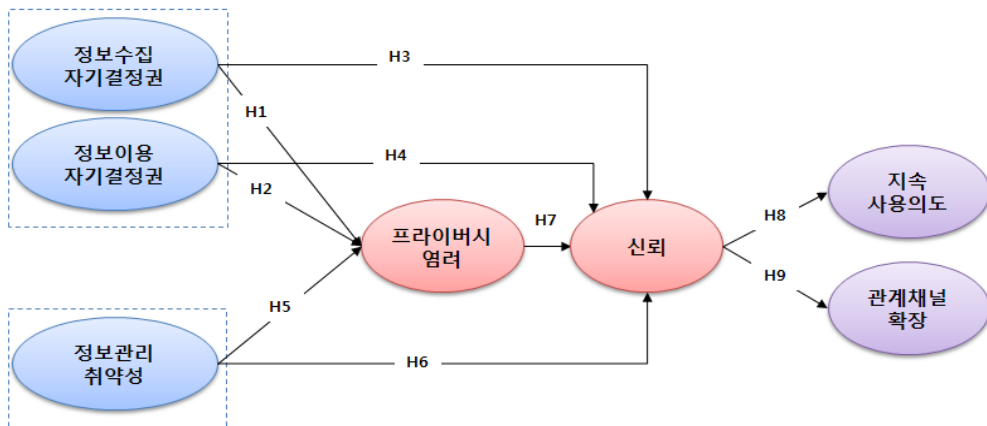 정보수집
자기결정권
H3
H1
정보이용
자기결정권
H4
H2
지속
사용의도
프라이버시
염려
H7
신뢰
H8
H9
관계채널
확장
H5
정보관리
취약성
H6